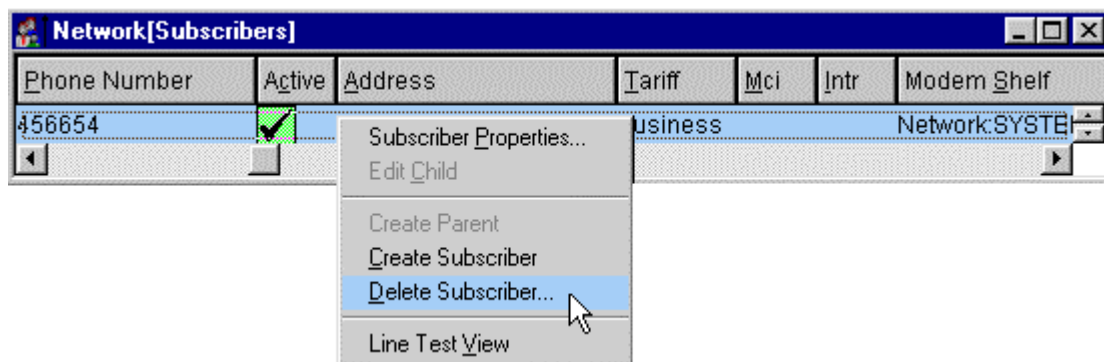 Network[Subscribers]
Phone Number Active Address Tariff Mci Intr Modem Shelf
456654 usiness Network:SYSTE
Subscriber Properties...
Edit Child
Create Parent
Create Subscriber
Delete Subscriber...
Line Test View